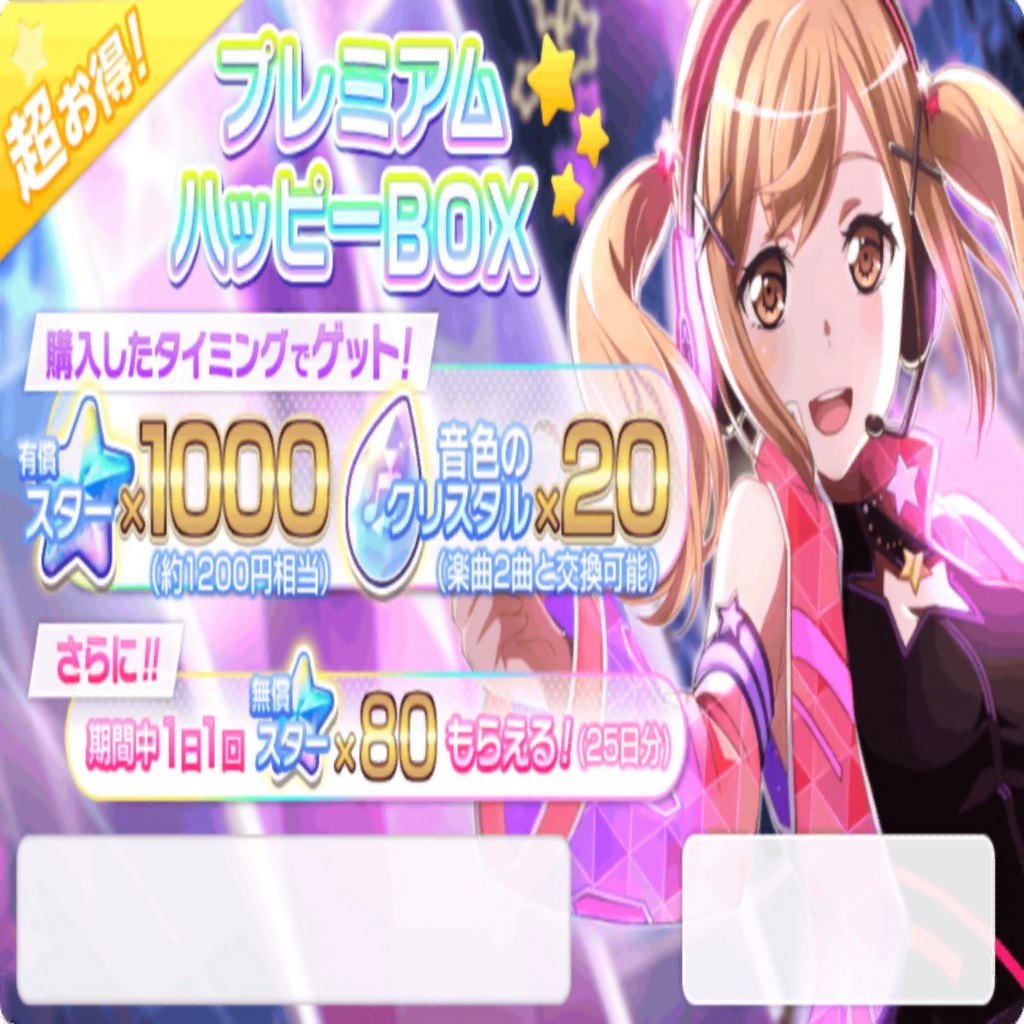 超お得!
プレミアム
ハッピーBOX
購入したタイミングでゲット!
有償
スター×1000
(約1200円相当)
音色の
クリスタル×20
(楽曲2曲と交換可能)
さらに!!
期間中1日1回 無償スター×80 もらえる!(25日分)